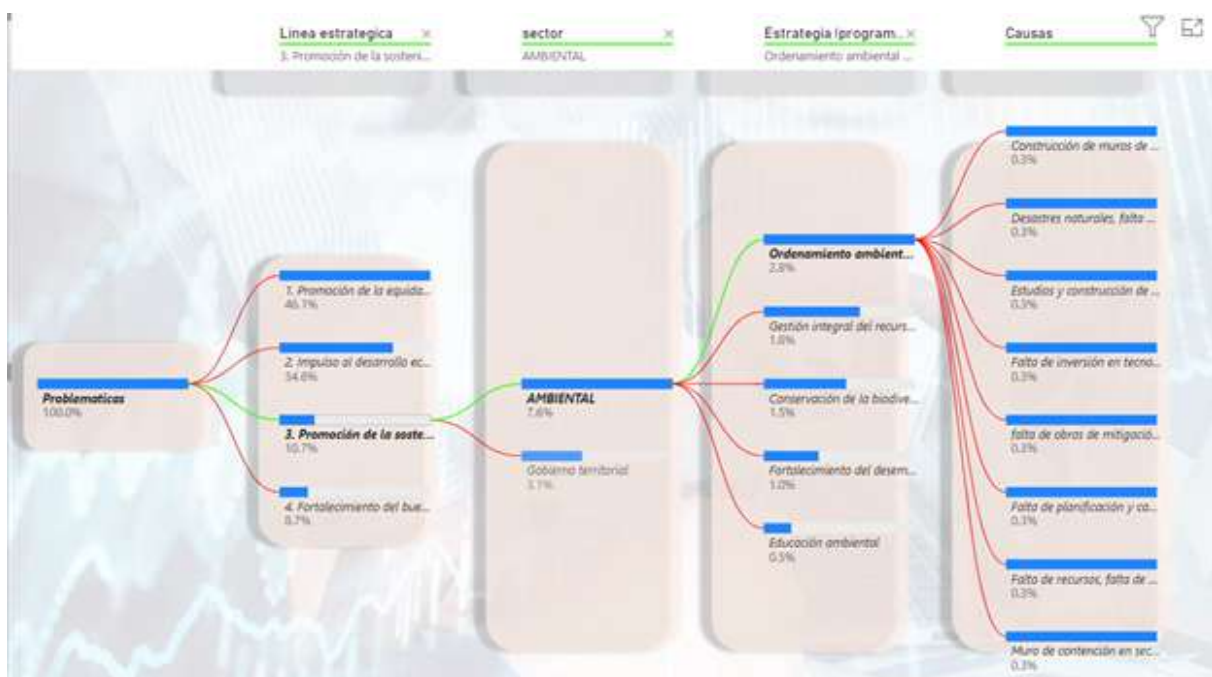 Linea estrategica ×
3. Promoción de la sosteni...
sector ×
AMBIENTAL
Estrategia (program.. ×
Ordenamiento ambiental ...
Causas
Problematicas
100.0%
1. Promoción de la equida...
46.1%
2. Impulso al desarrollo ec...
34.6%
3. Promoción de la soste...
10.7%
4. Fortalecimiento del bue...
8.7%
AMBIENTAL
7.6%
Gobierno territorial
3.1%
Ordenamiento ambient...
2.8%
Gestión integral del recurs...
1.8%
Conservación de la biodive...
1.5%
Fortalecimiento del desem...
1.0%
Educación ambiental
0.5%
Construcción de muros de ...
0.3%
Desastres naturales, falta ...
0.3%
Estudios y construcción de ...
0.3%
Falta de inversión en tecno...
0.3%
falta de obras de mitigació...
0.3%
Falta de planificación y ca...
0.3%
Falta de recursos, falta de ...
0.3%
Muro de contención en sec...
0.3%